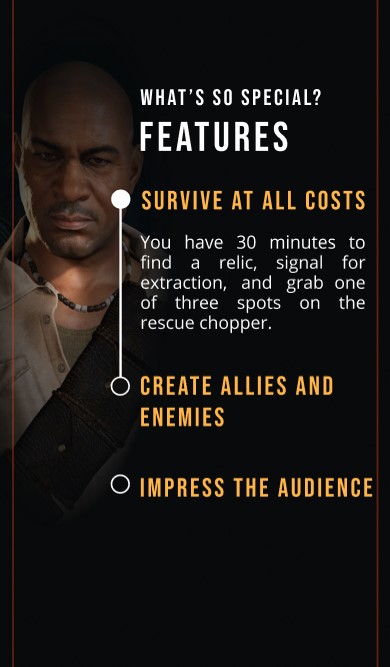 WHAT'S SO SPECIAL?
FEATURES
SURVIVE AT ALL COSTS
You have 30 minutes to
find a relic, signal for
extraction, and grab one
of three spots on the
rescue chopper.
CREATE ALLIES AND
ENEMIES
IMPRESS THE AUDIENCE